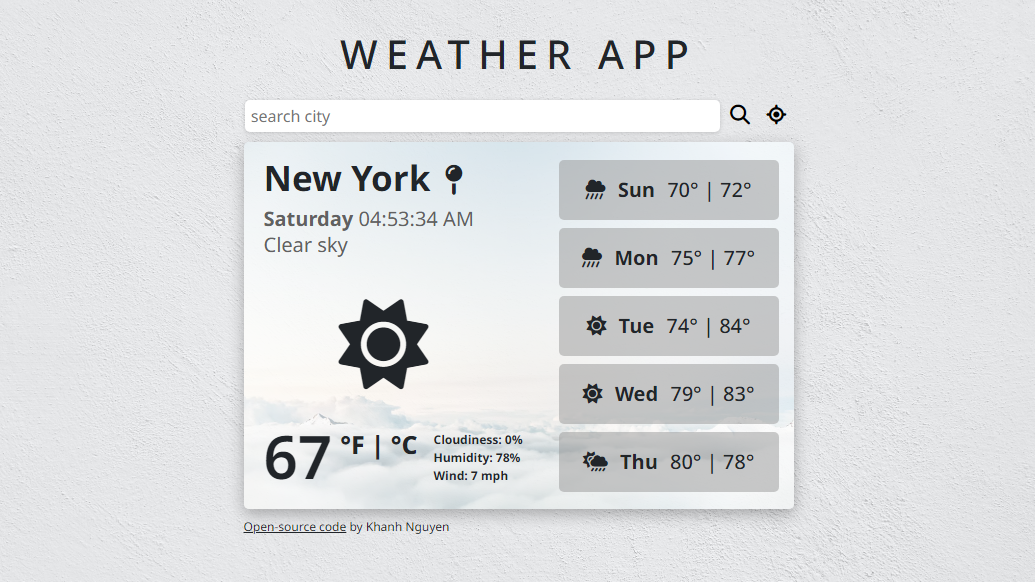 WEATHER APP
search city
New York
Saturday 04:53:34 AM
Clear sky
67 °F | °C
Cloudiness: 0%
Humidity: 78%
Wind: 7 mph
Sun 70° | 72°
Mon 75° | 77°
Tue 74° | 84°
Wed 79° | 83°
Thu 80° | 78°
Open-source code by Khanh Nguyen